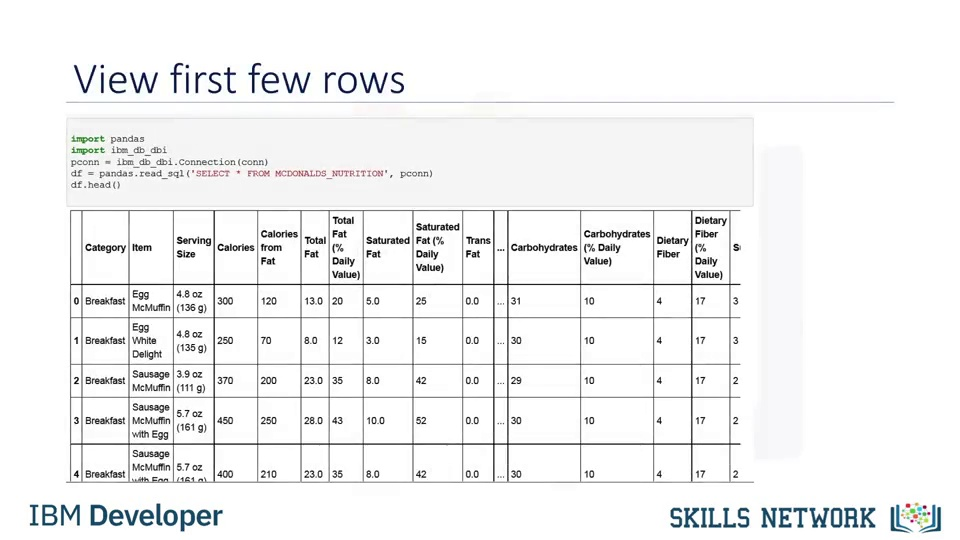 View first few rows
import pandas
import ibm_db_dbi
pconn = ibm_db_dbi.Connection(conn)
df = pandas.read_sql('SELECT * FROM MCDONALDS_NUTRITION', pconn)
df.head()
Category Item Serving Size Calories Calories from Fat Total Fat Total Fat (% Daily Value) Saturated Fat Saturated Fat (% Daily Value) Trans Fat ... Carbohydrates Carbohydrates (% Daily Value) Dietary Fiber Dietary Fiber (% Daily Value)
0 Breakfast Egg McMuffin 4.8 oz (136 g) 300 120 13.0 20 5.0 25 0.0 ... 31 10 4 17 3
1 Breakfast Egg White Delight 4.8 oz (135 g) 250 70 8.0 12 3.0 15 0.0 ... 30 10 4 17 3
2 Breakfast Sausage McMuffin 3.9 oz (111 g) 370 200 23.0 35 8.0 42 0.0 ... 29 10 4 17 2
3 Breakfast Sausage McMuffin with Egg 5.7 oz (161 g) 450 250 28.0 43 10.0 52 0.0 ... 30 10 4 17 2
4 Breakfast Sausage McMuffin with Egg 5.7 oz (161 g) 400 210 23.0 35 8.0 42 0.0 ... 30 10 4 17 2
IBM Developer
SKILLS NETWORK